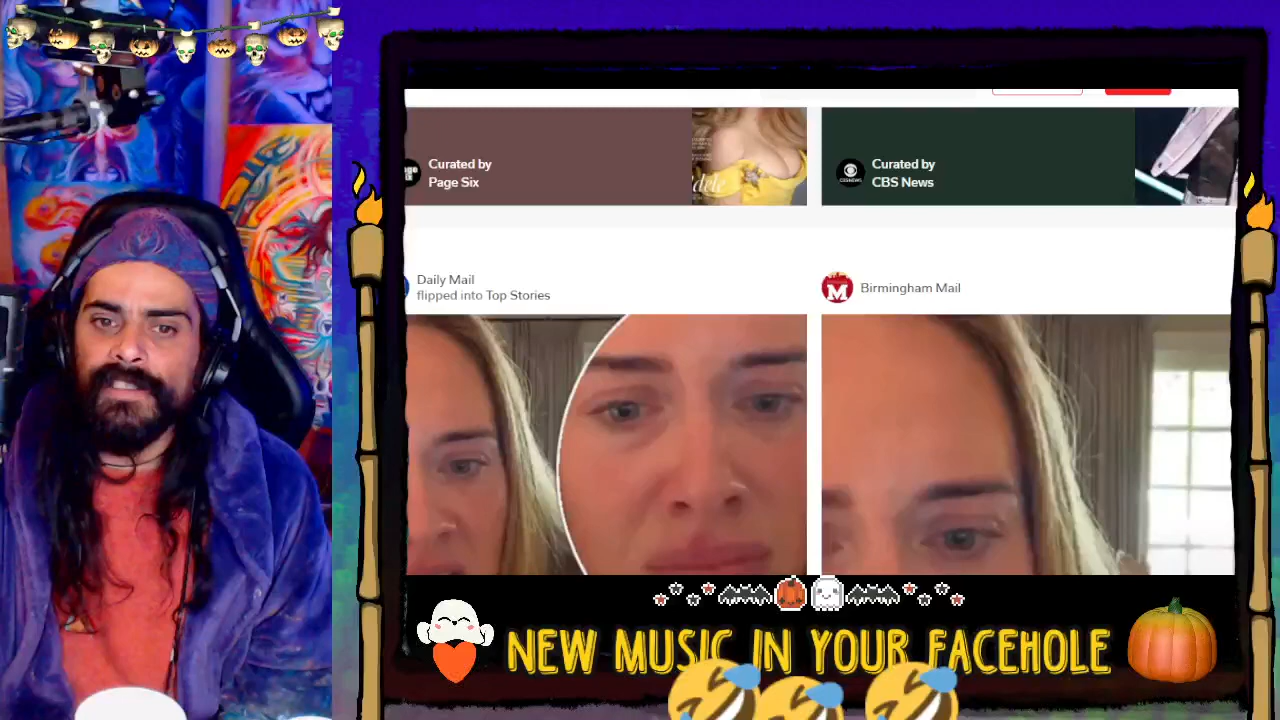 Curated by
Page Six
Curated by
CBS News
Daily Mail
flipped into Top Stories
Birmingham Mail
NEW MUSIC IN YOUR FACEHOLE